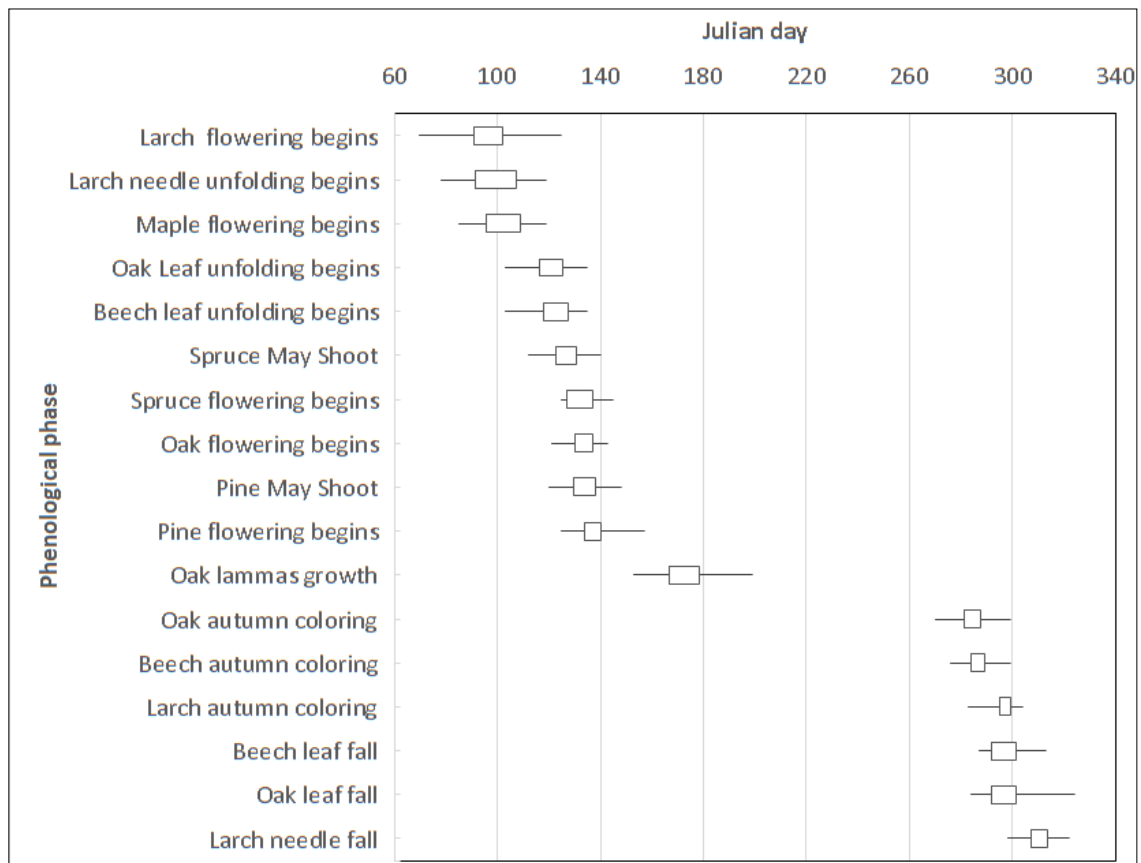 Julian day
60 100 140 180 220 260 300 340
Larch flowering begins
Larch needle unfolding begins
Maple flowering begins
Oak Leaf unfolding begins
Beech leaf unfolding begins
Spruce May Shoot
Spruce flowering begins
Oak flowering begins
Pine May Shoot
Pine flowering begins
Oak lammas growth
Oak autumn coloring
Beech autumn coloring
Larch autumn coloring
Beech leaf fall
Oak leaf fall
Larch needle fall
Phenological phase